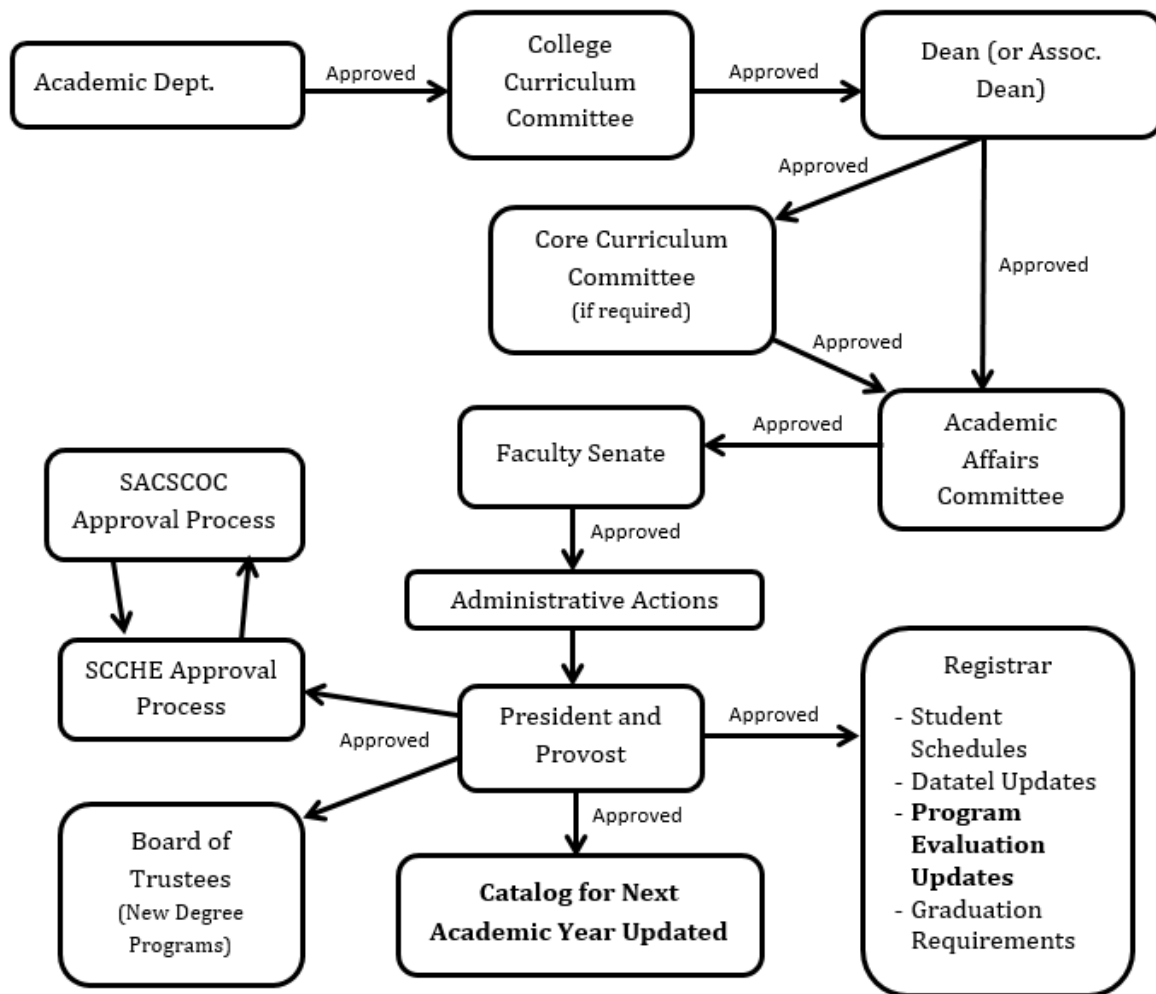 Academic Dept.
Approved
College
Curriculum
Committee
Approved
Dean (or Assoc.
Dean)
Approved
Core Curriculum
Committee
(if required)
Approved
Approved
Academic
Affairs
Committee
Approved
Faculty Senate
Approved
Administrative Actions
SACSCOC
Approval Process
SCCHE Approval
Process
President and
Provost
Approved
Approved
Approved
Board of
Trustees
(New Degree
Programs)
Catalog for Next
Academic Year Updated
Registrar
- Student
Schedules
- Datatel Updates
- Program
Evaluation
Updates
- Graduation
Requirements